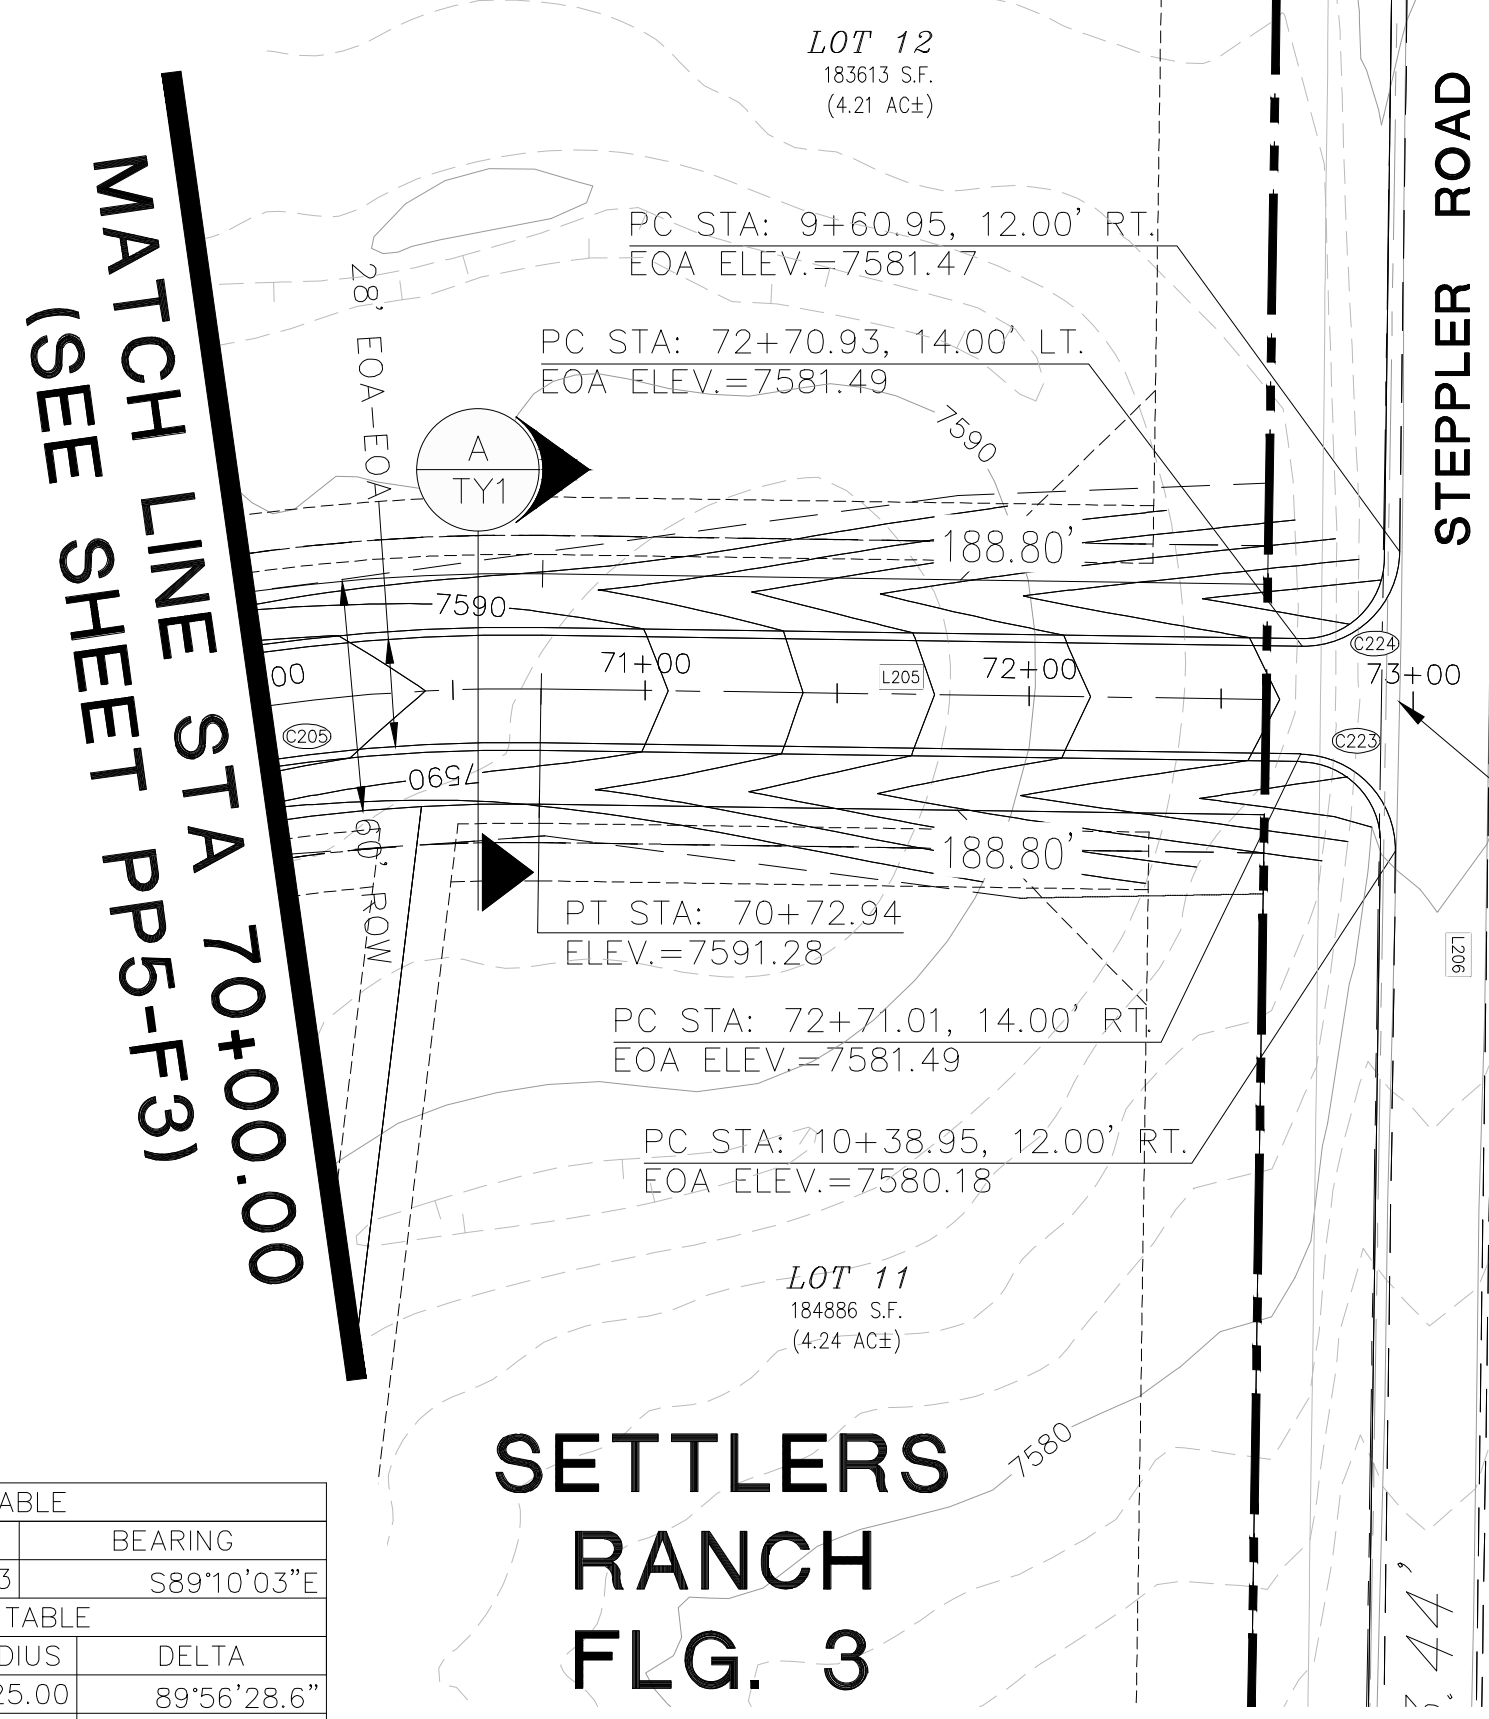 LOT 12
183613 S.F.
(4.21 AC±)
STEPPLER ROAD
MATCH LINE STA 70+00.00
(SEE SHEET PP5-F3)
PC STA: 9+60.95, 12.00' RT.
EOA ELEV.=7581.47
28' EOA-EOA
PC STA: 72+70.93, 14.00' LT.
EOA ELEV.=7581.49
7590
A
TY1
188.80'
7590
C224
00
71+00
L205
72+00
73+00
C205
C223
7590
60' ROW
188.80'
PT STA: 70+72.94
ELEV.=7591.28
L206
PC STA: 72+71.01, 14.00' RT.
EOA ELEV.=7581.49
PC STA: 10+38.95, 12.00' RT.
EOA ELEV.=7580.18
LOT 11
184886 S.F.
(4.24 AC±)
7580
SETTLERS
RANCH
FLG. 3
ABLE
BEARING
3 S89°10'03"E
TABLE
DIUS DELTA
25.00 89°56'28.6"
44'